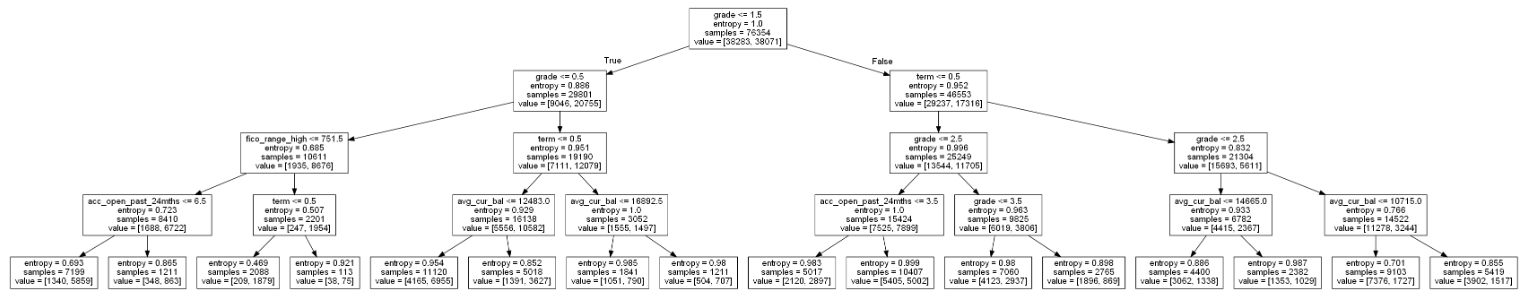 grade <= 1.5
entropy = 1.0
samples = 76354
value = [38283, 38071]
True
False
grade <= 0.5
entropy = 0.886
samples = 29801
value = [9046, 20755]
term <= 0.5
entropy = 0.952
samples = 46553
value = [29237, 17316]
fico_range_high <= 751.5
entropy = 0.685
samples = 10611
value = [1935, 8676]
term <= 0.5
entropy = 0.951
samples = 19190
value = [7111, 12079]
grade <= 2.5
entropy = 0.996
samples = 25249
value = [13544, 11705]
grade <= 2.5
entropy = 0.832
samples = 21304
value = [15693, 5611]
acc_open_past_24mths <= 6.5
entropy = 0.723
samples = 8410
value = [1688, 6722]
term <= 0.5
entropy = 0.507
samples = 2201
value = [247, 1954]
avg_cur_bal <= 12483.0
entropy = 0.929
samples = 16138
value = [5556, 10582]
avg_cur_bal <= 16892.5
entropy = 1.0
samples = 3052
value = [1555, 1497]
acc_open_past_24mths <= 3.5
entropy = 1.0
samples = 15424
value = [7525, 7899]
grade <= 3.5
entropy = 0.963
samples = 9825
value = [6019, 3806]
avg_cur_bal <= 14665.0
entropy = 0.933
samples = 6782
value = [4415, 2367]
avg_cur_bal <= 10715.0
entropy = 0.766
samples = 14522
value = [11278, 3244]
entropy = 0.693
samples = 7199
value = [1340, 5859]
entropy = 0.865
samples = 1211
value = [348, 863]
entropy = 0.469
samples = 2088
value = [209, 1879]
entropy = 0.921
samples = 113
value = [38, 75]
entropy = 0.954
samples = 11120
value = [4165, 6955]
entropy = 0.852
samples = 5018
value = [1391, 3627]
entropy = 0.985
samples = 1841
value = [1051, 790]
entropy = 0.98
samples = 1211
value = [504, 707]
entropy = 0.983
samples = 5017
value = [2120, 2897]
entropy = 0.999
samples = 10407
value = [5405, 5002]
entropy = 0.98
samples = 7060
value = [4123, 2937]
entropy = 0.898
samples = 2765
value = [1896, 869]
entropy = 0.886
samples = 4400
value = [3062, 1338]
entropy = 0.987
samples = 2382
value = [1353, 1029]
entropy = 0.701
samples = 9103
value = [7376, 1727]
entropy = 0.855
samples = 5419
value = [3902, 1517]